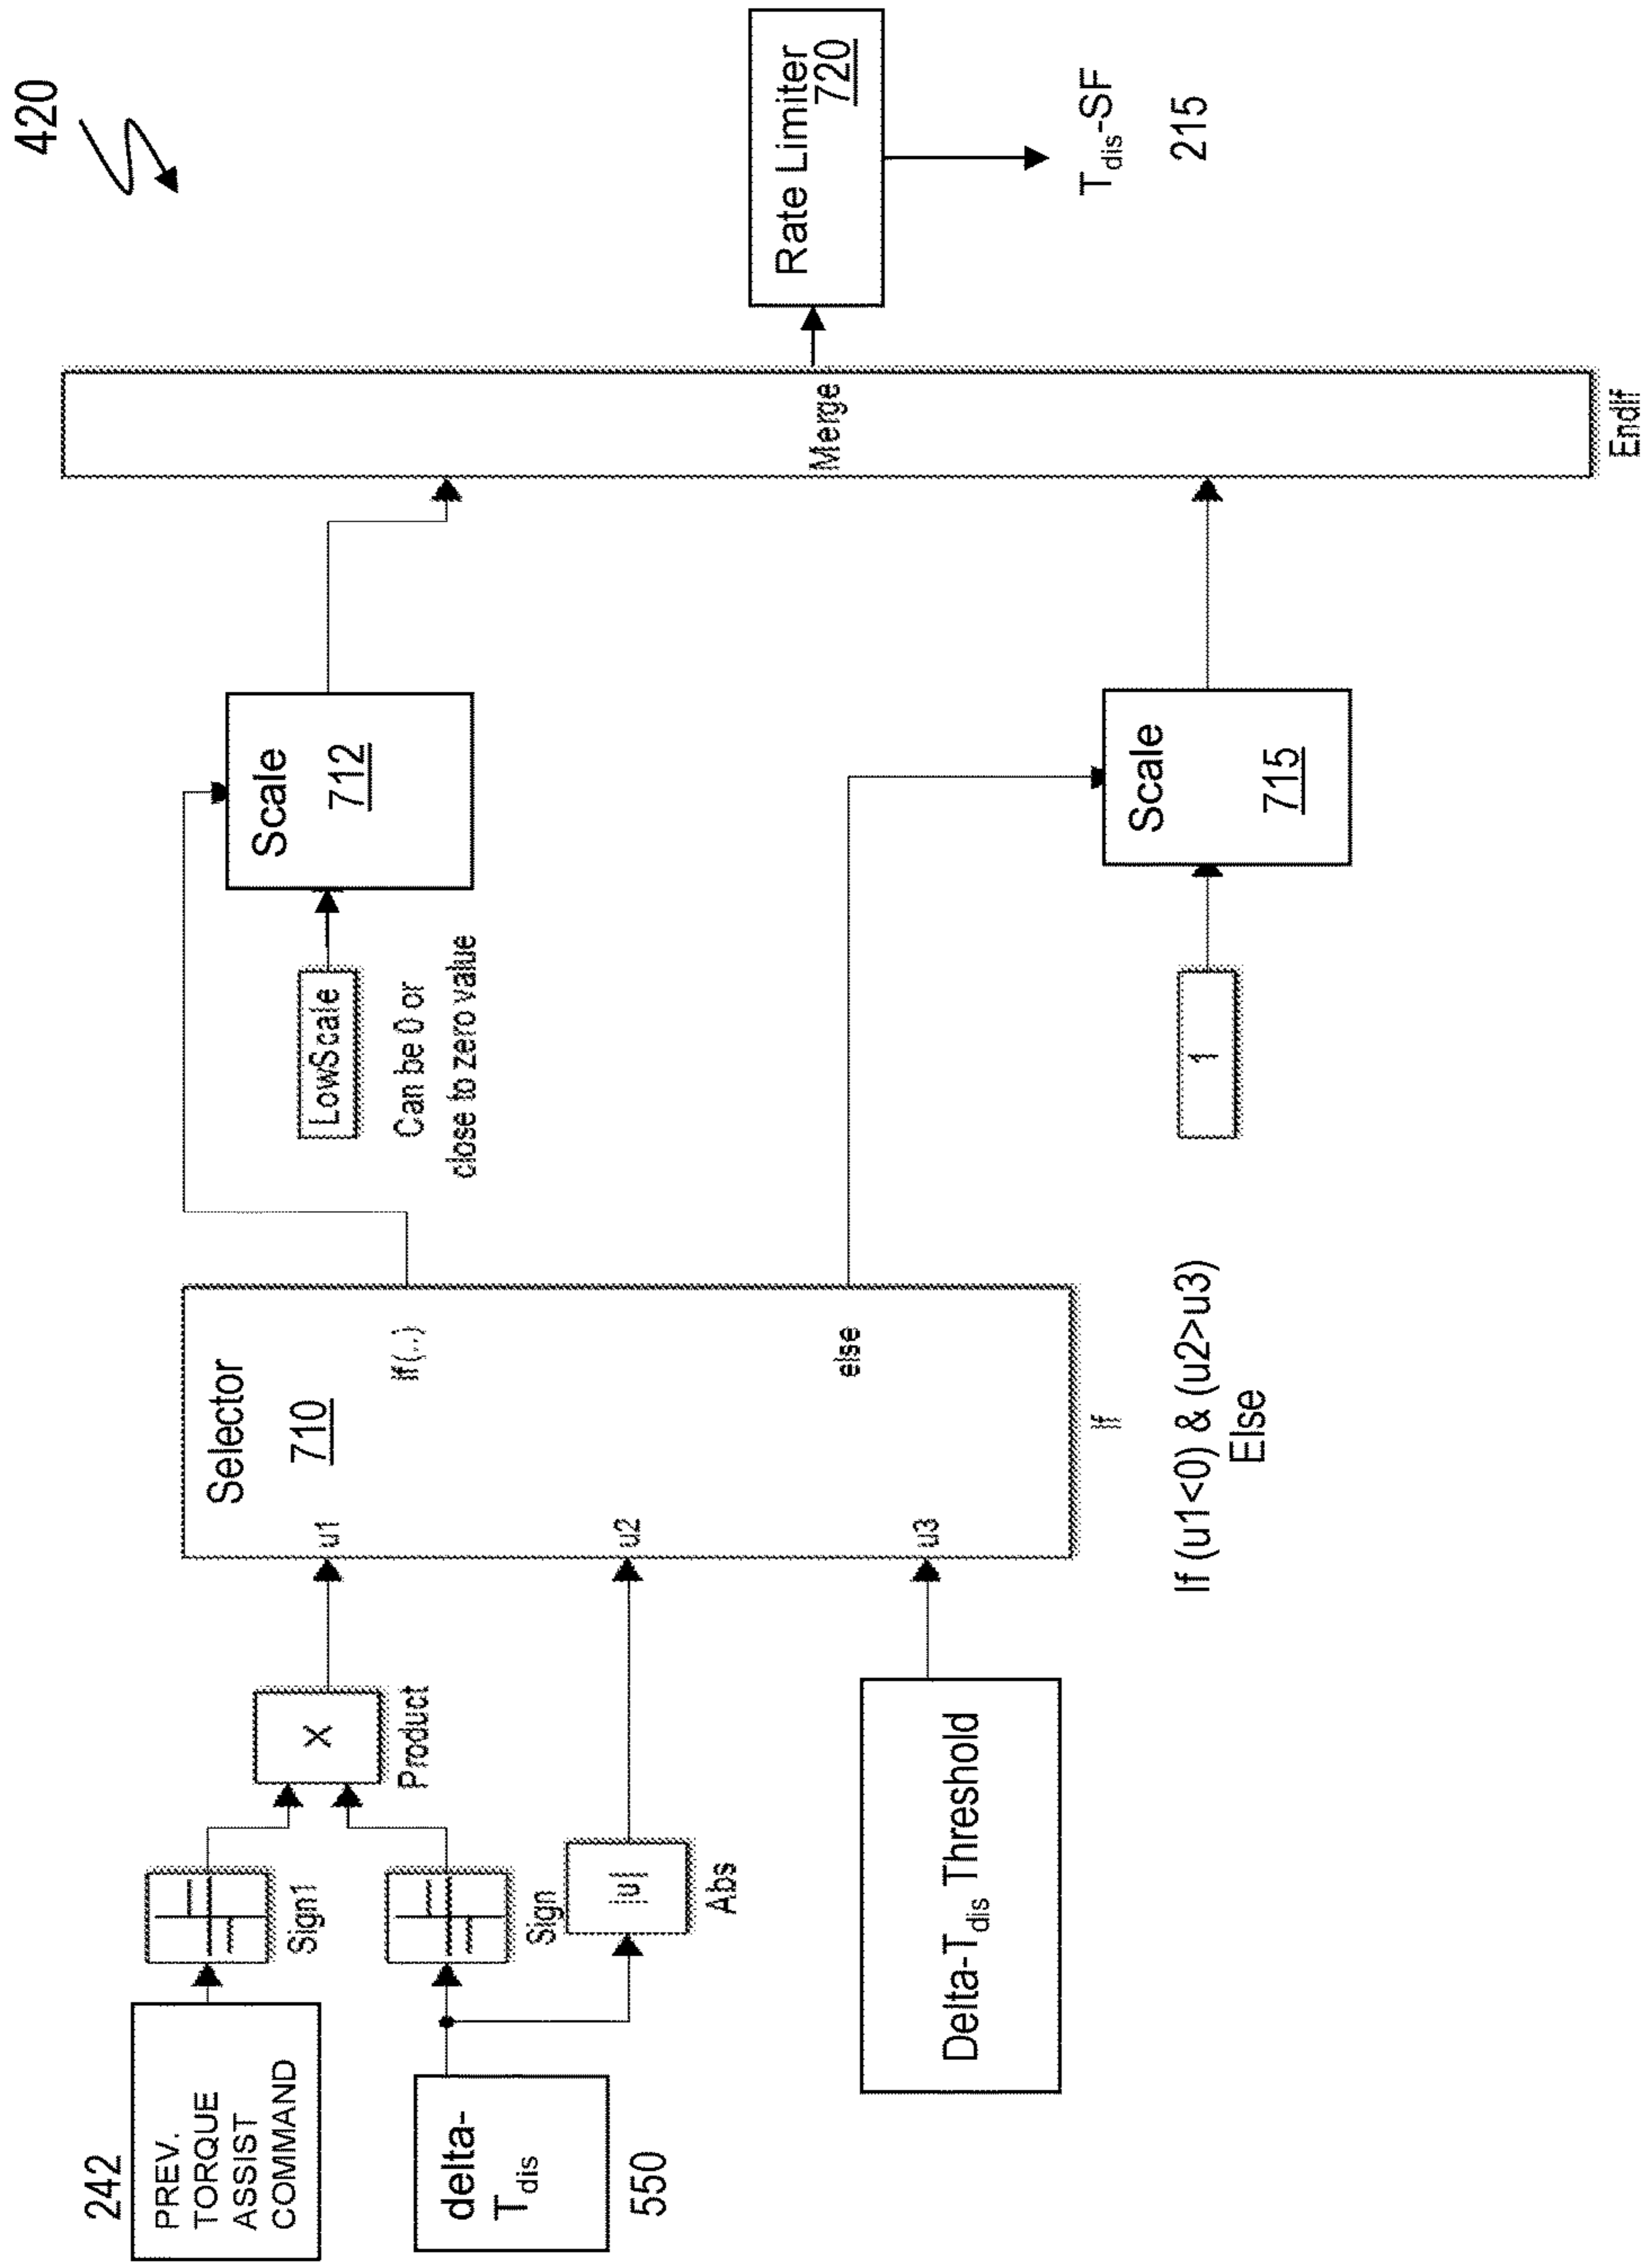 420
242
PREV.
TORQUE
ASSIST
COMMAND
Sign1
X
Product
delta-
Tdis
550
Sign
|u|
Abs
Delta-Tdis Threshold
Selector
710
u1
u2
u3
if(..)
else
If
If (u1<0) & (u2>u3)
Else
LowScale
Can be 0 or
close to zero value
Scale
712
1
Scale
715
Merge
EndIf
Rate Limiter
720
Tdis-SF
215